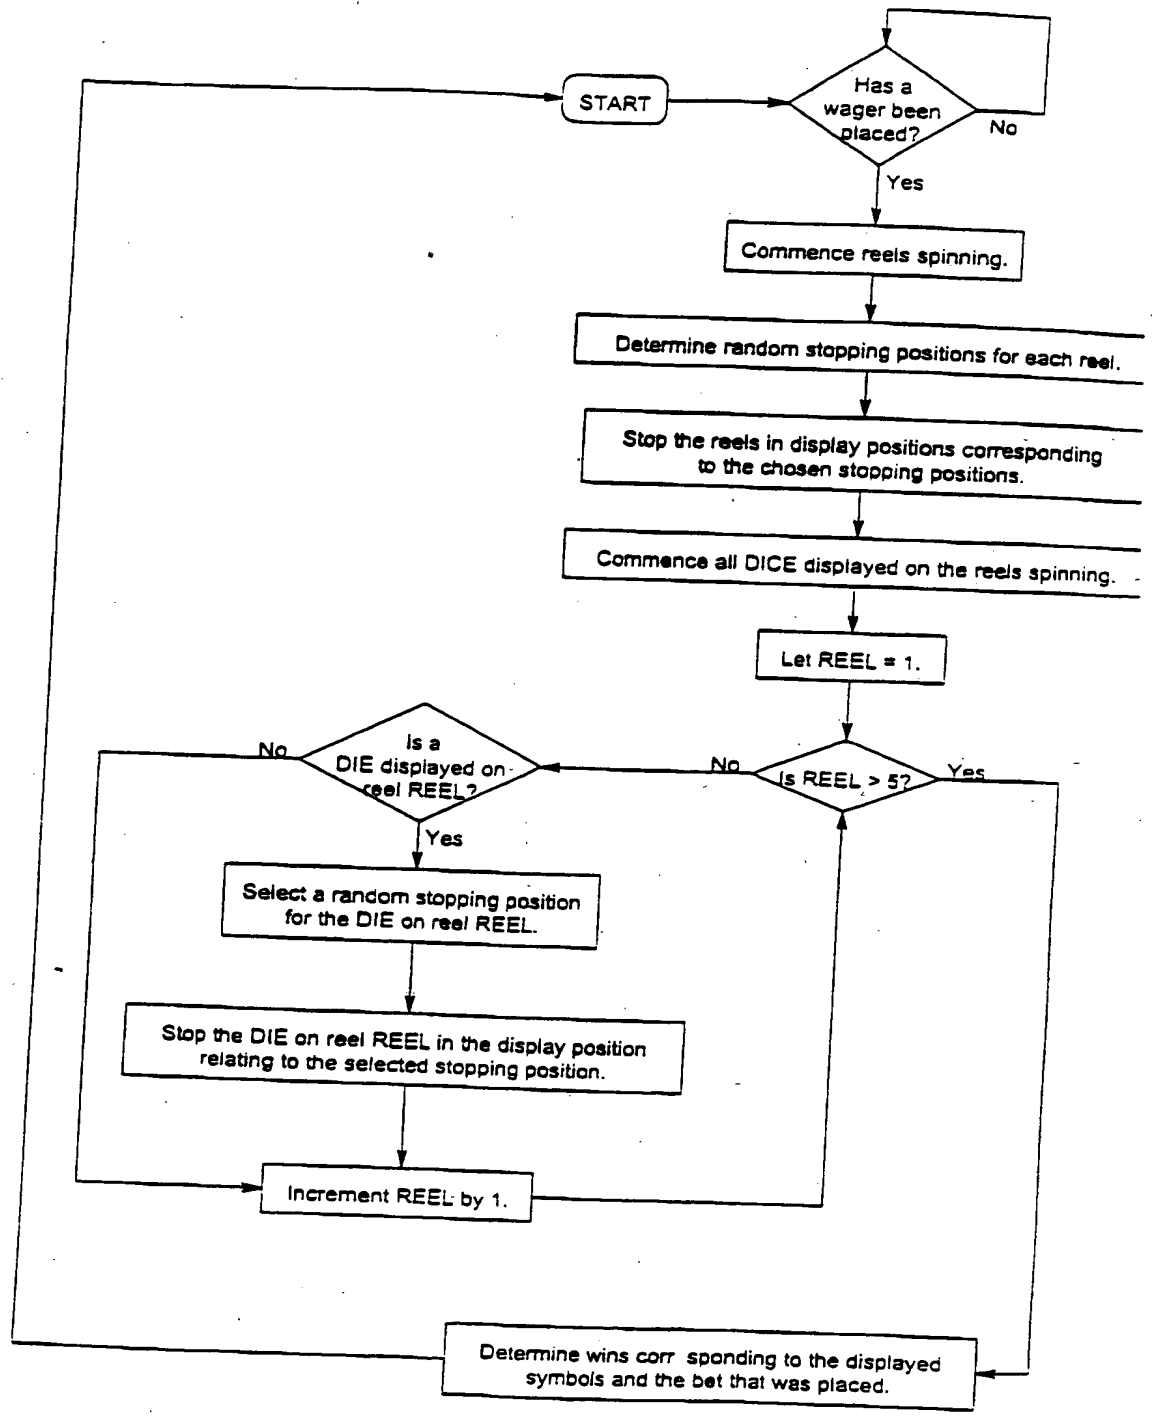 START
Has a
wager been
placed?
No
Yes
Commence reels spinning.
Determine random stopping positions for each reel.
Stop the reels in display positions corresponding
to the chosen stopping positions.
Commence all DICE displayed on the reels spinning.
Let REEL = 1.
No
Is a
DIE displayed on
reel REEL?
No
Is REEL > 5?
Yes
Yes
Select a random stopping position
for the DIE on reel REEL.
Stop the DIE on reel REEL in the display position
relating to the selected stopping position.
Increment REEL by 1.
Determine wins corr sponding to the displayed
symbols and the bet that was placed.